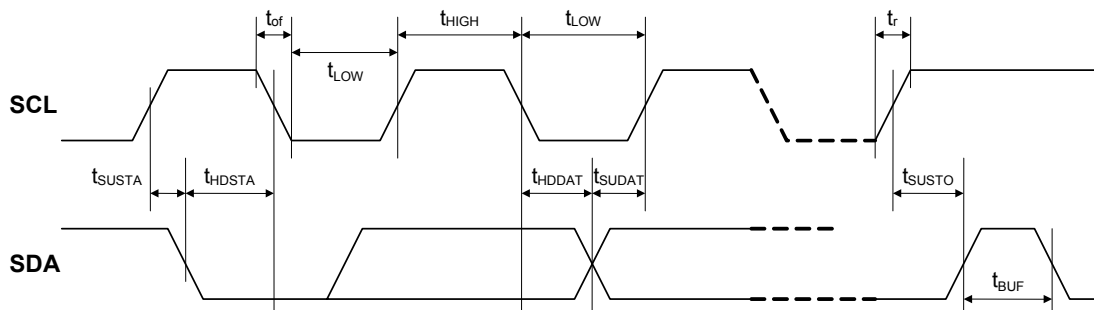 tof
tHIGH
tLOW
tr
tLOW
SCL
tSUSTA
tHDSTA
tHDDAT
tSUDAT
tSUSTO
SDA
tBUF